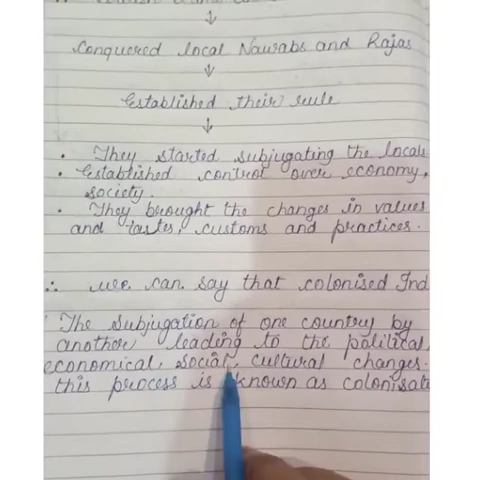 ↓
Conquered local Nawabs and Rajas
↓
Established their rule
↓
• They started subjugating the locals
• Established control over economy,
society.
• They brought the changes in values
and tastes, customs and practices.
∴ we can say that colonised Ind
The subjugation of one country by
another leading to the political,
economical, social, cultural changes.
this process is known as colonisat